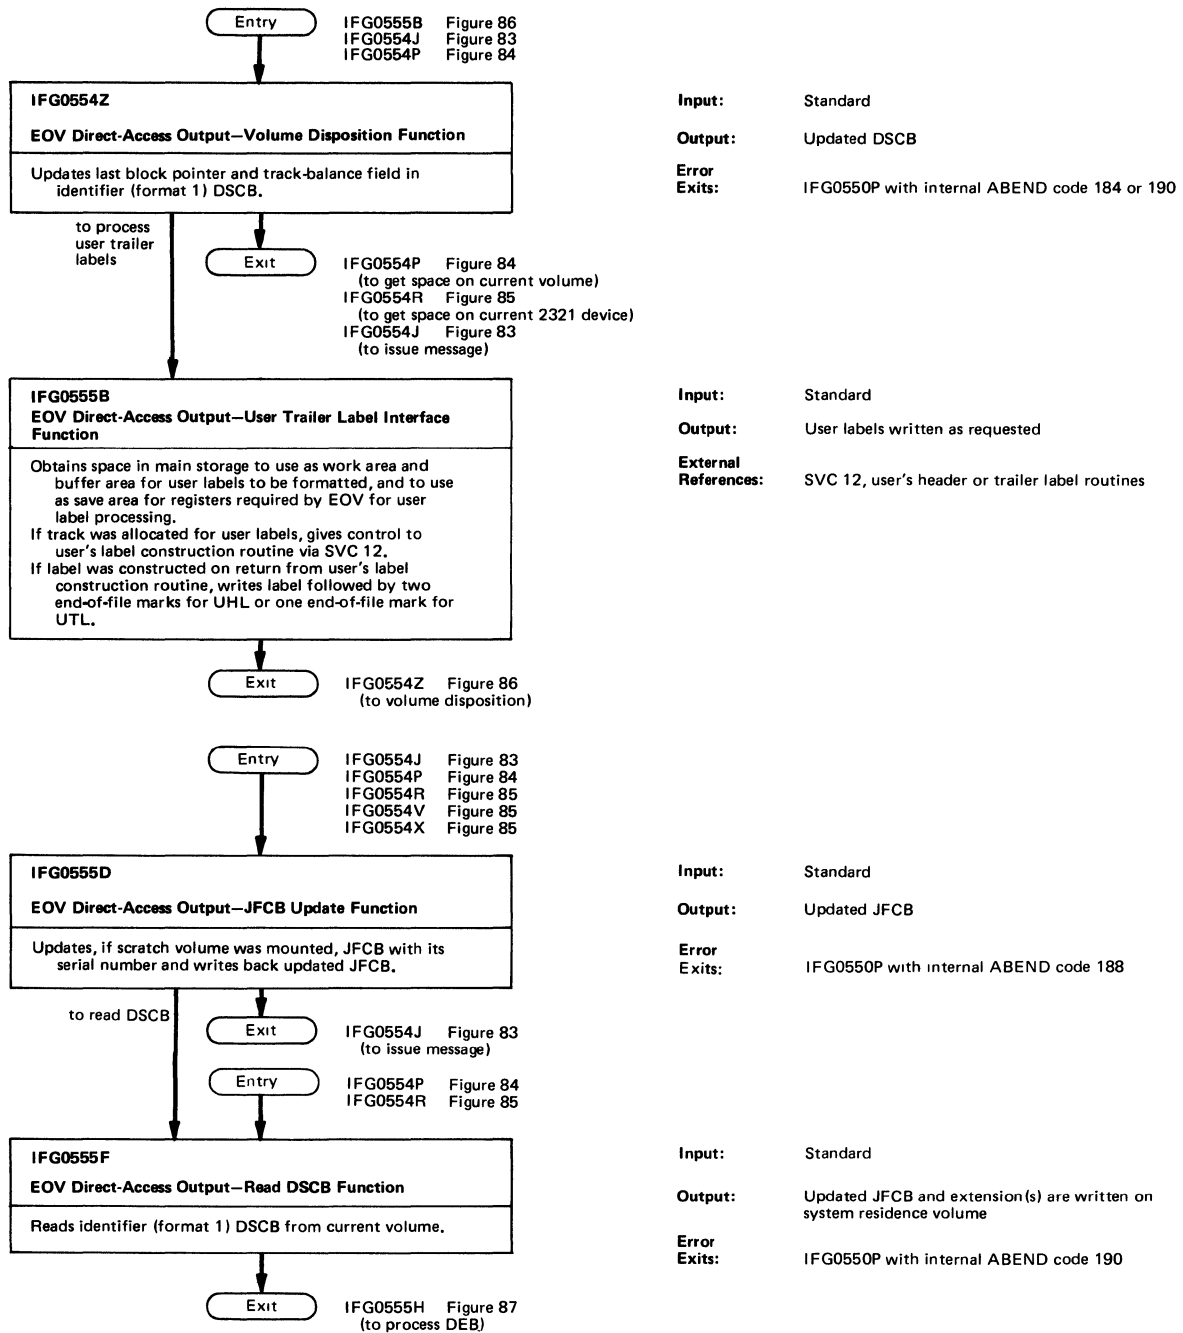 Entry
IFG0555B Figure 86
IFG0554J Figure 83
IFG0554P Figure 84
IFG0554Z
EOV Direct-Access Output—Volume Disposition Function
Updates last block pointer and track-balance field in
identifier (format 1) DSCB.
Input: Standard
Output: Updated DSCB
Error
Exits: IFG0550P with internal ABEND code 184 or 190
to process
user trailer
labels
Exit
IFG0554P Figure 84
(to get space on current volume)
IFG0554R Figure 85
(to get space on current 2321 device)
IFG0554J Figure 83
(to issue message)
IFG0555B
EOV Direct-Access Output—User Trailer Label Interface
Function
Obtains space in main storage to use as work area and
buffer area for user labels to be formatted, and to use
as save area for registers required by EOV for user
label processing.
If track was allocated for user labels, gives control to
user's label construction routine via SVC 12.
If label was constructed on return from user's label
construction routine, writes label followed by two
end-of-file marks for UHL or one end-of-file mark for
UTL.
Input: Standard
Output: User labels written as requested
External
References: SVC 12, user's header or trailer label routines
Exit
IFG0554Z Figure 86
(to volume disposition)
Entry
IFG0554J Figure 83
IFG0554P Figure 84
IFG0554R Figure 85
IFG0554V Figure 85
IFG0554X Figure 85
IFG0555D
EOV Direct-Access Output—JFCB Update Function
Updates, if scratch volume was mounted, JFCB with its
serial number and writes back updated JFCB.
Input: Standard
Output: Updated JFCB
Error
Exits: IFG0550P with internal ABEND code 188
to read DSCB
Exit
IFG0554J Figure 83
(to issue message)
Entry
IFG0554P Figure 84
IFG0554R Figure 85
IFG0555F
EOV Direct-Access Output—Read DSCB Function
Reads identifier (format 1) DSCB from current volume.
Input: Standard
Output: Updated JFCB and extension(s) are written on
system residence volume
Error
Exits: IFG0550P with internal ABEND code 190
Exit
IFG0555H Figure 87
(to process DEB)